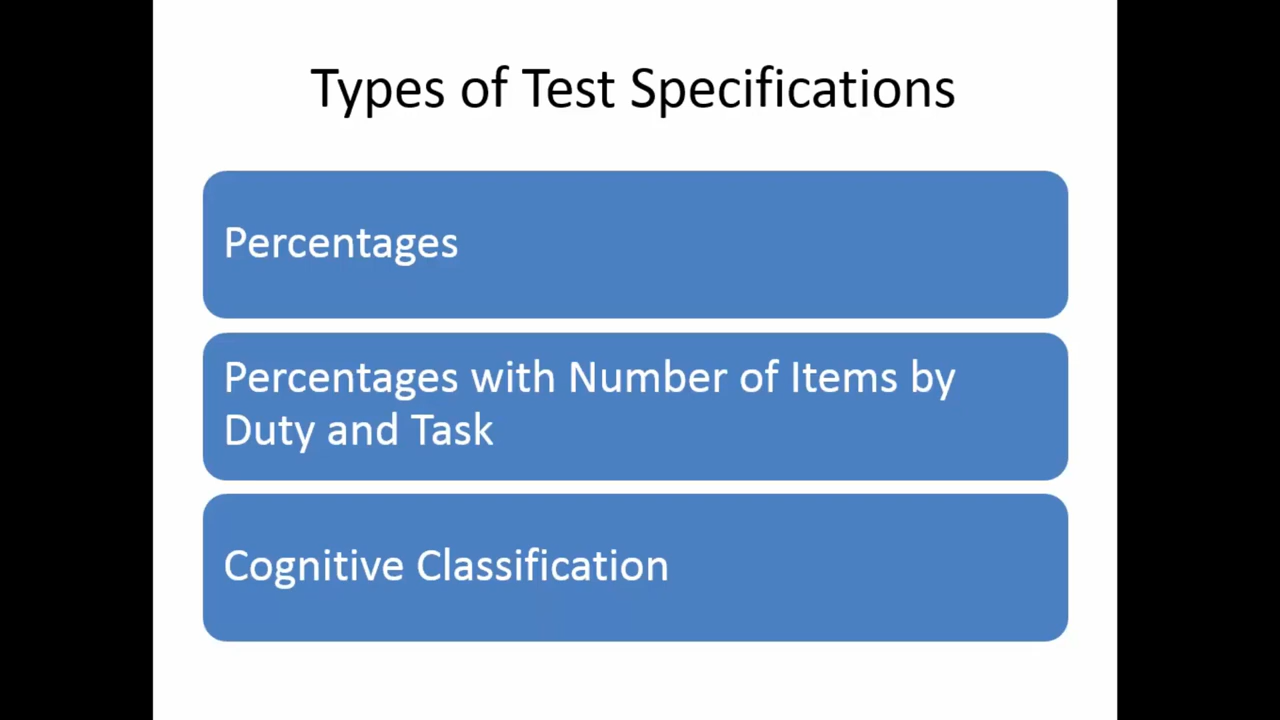 Types of Test Specifications
Percentages
Percentages with Number of Items by
Duty and Task
Cognitive Classification